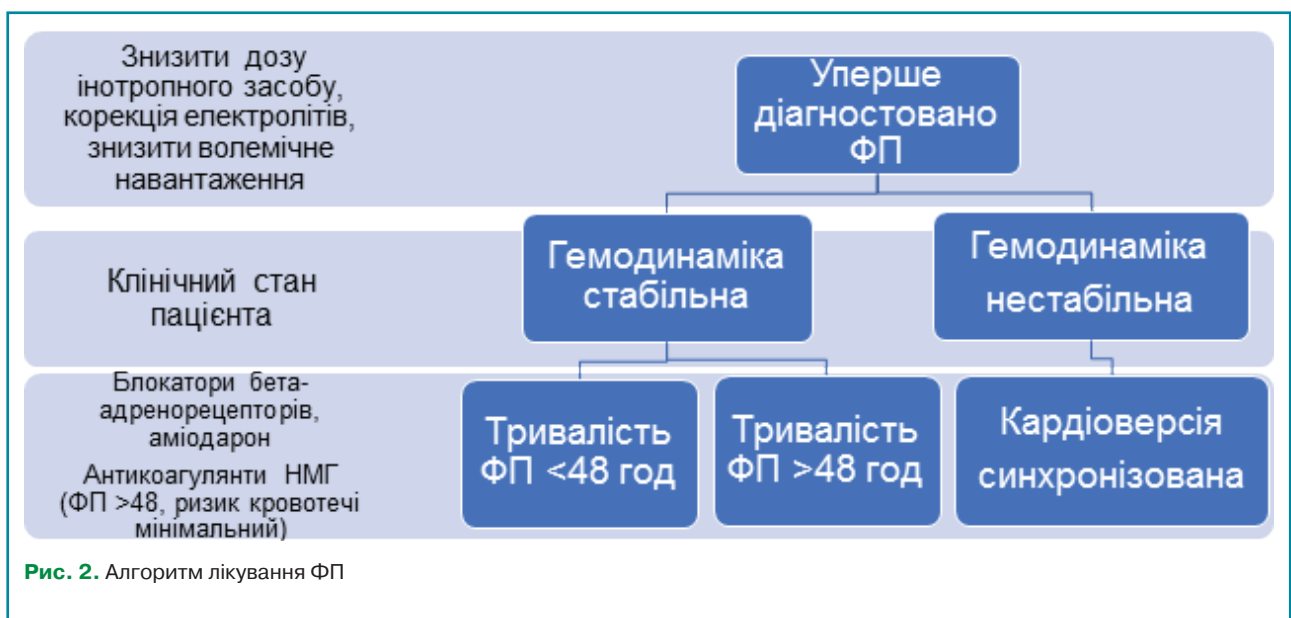 Знизити дозу
інотропного засобу,
корекція електролітів,
знизити волемічне
навантаження
Уперше
діагностовано
ФП
Клінічний стан
пацієнта
Гемодинаміка
стабільна
Гемодинаміка
нестабільна
Блокатори бета-
адренорецепторів,
аміодарон
Антикоагулянти НМГ
(ФП >48, ризик кровотечі
мінімальний)
Тривалість
ФП <48 год
Тривалість
ФП >48 год
Кардіоверсія
синхронізована
Рис. 2. Алгоритм лікування ФП